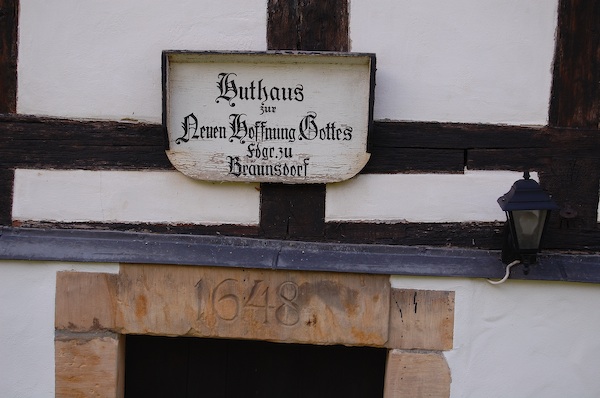 Huthaus
zur
Neuen Hoffnung Gottes
Fdgr. zu
Braunsdorf
1648